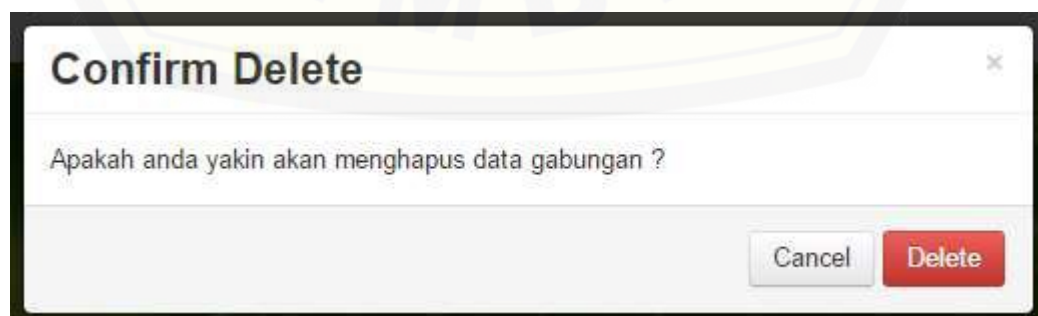 Confirm Delete ×
Apakah anda yakin akan menghapus data gabungan ?
Cancel Delete